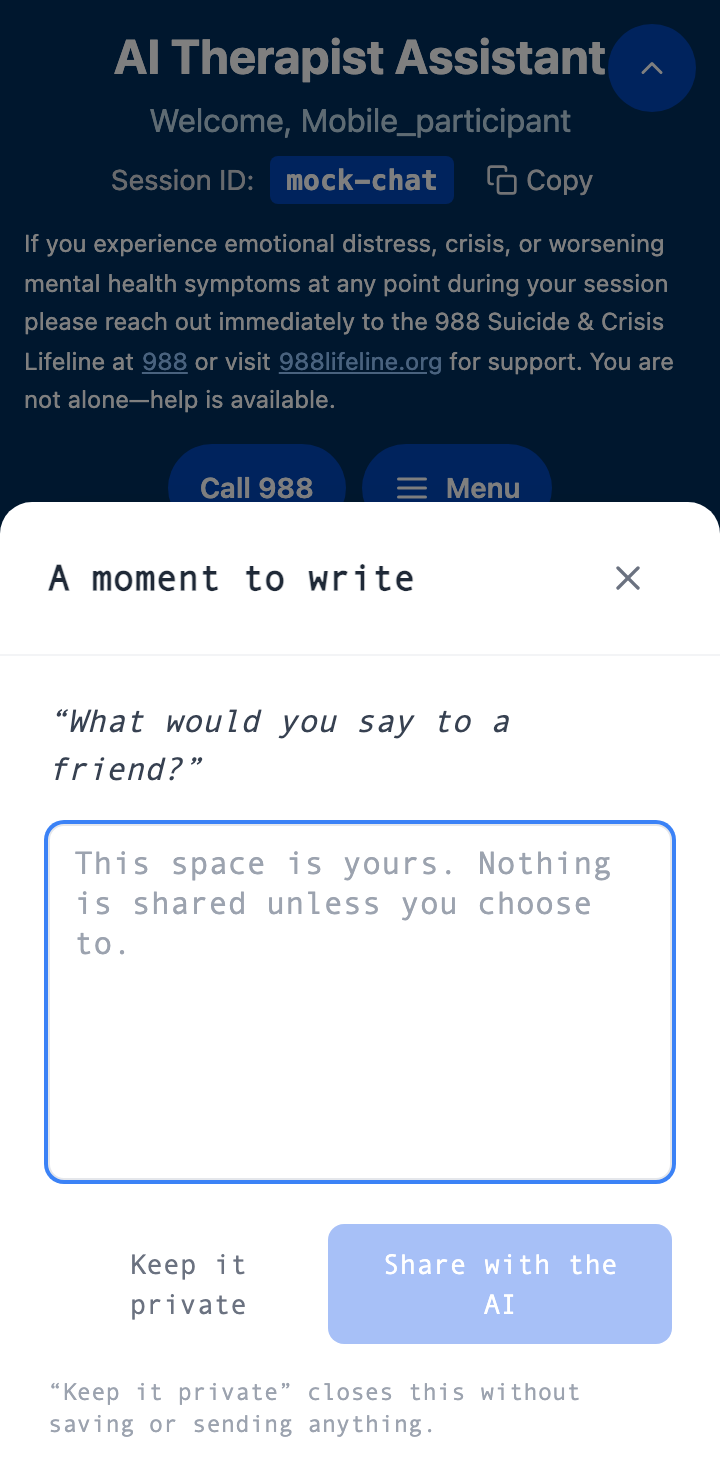 AI Therapist Assistant
Welcome, Mobile_participant
Session ID: mock-chat Copy
If you experience emotional distress, crisis, or worsening
mental health symptoms at any point during your session
please reach out immediately to the 988 Suicide & Crisis
Lifeline at 988 or visit 988lifeline.org for support. You are
not alone—help is available.
Call 988 Menu
A moment to write
“What would you say to a
friend?”
This space is yours. Nothing
is shared unless you choose
to.
Keep it
private
Share with the
AI
“Keep it private” closes this without
saving or sending anything.